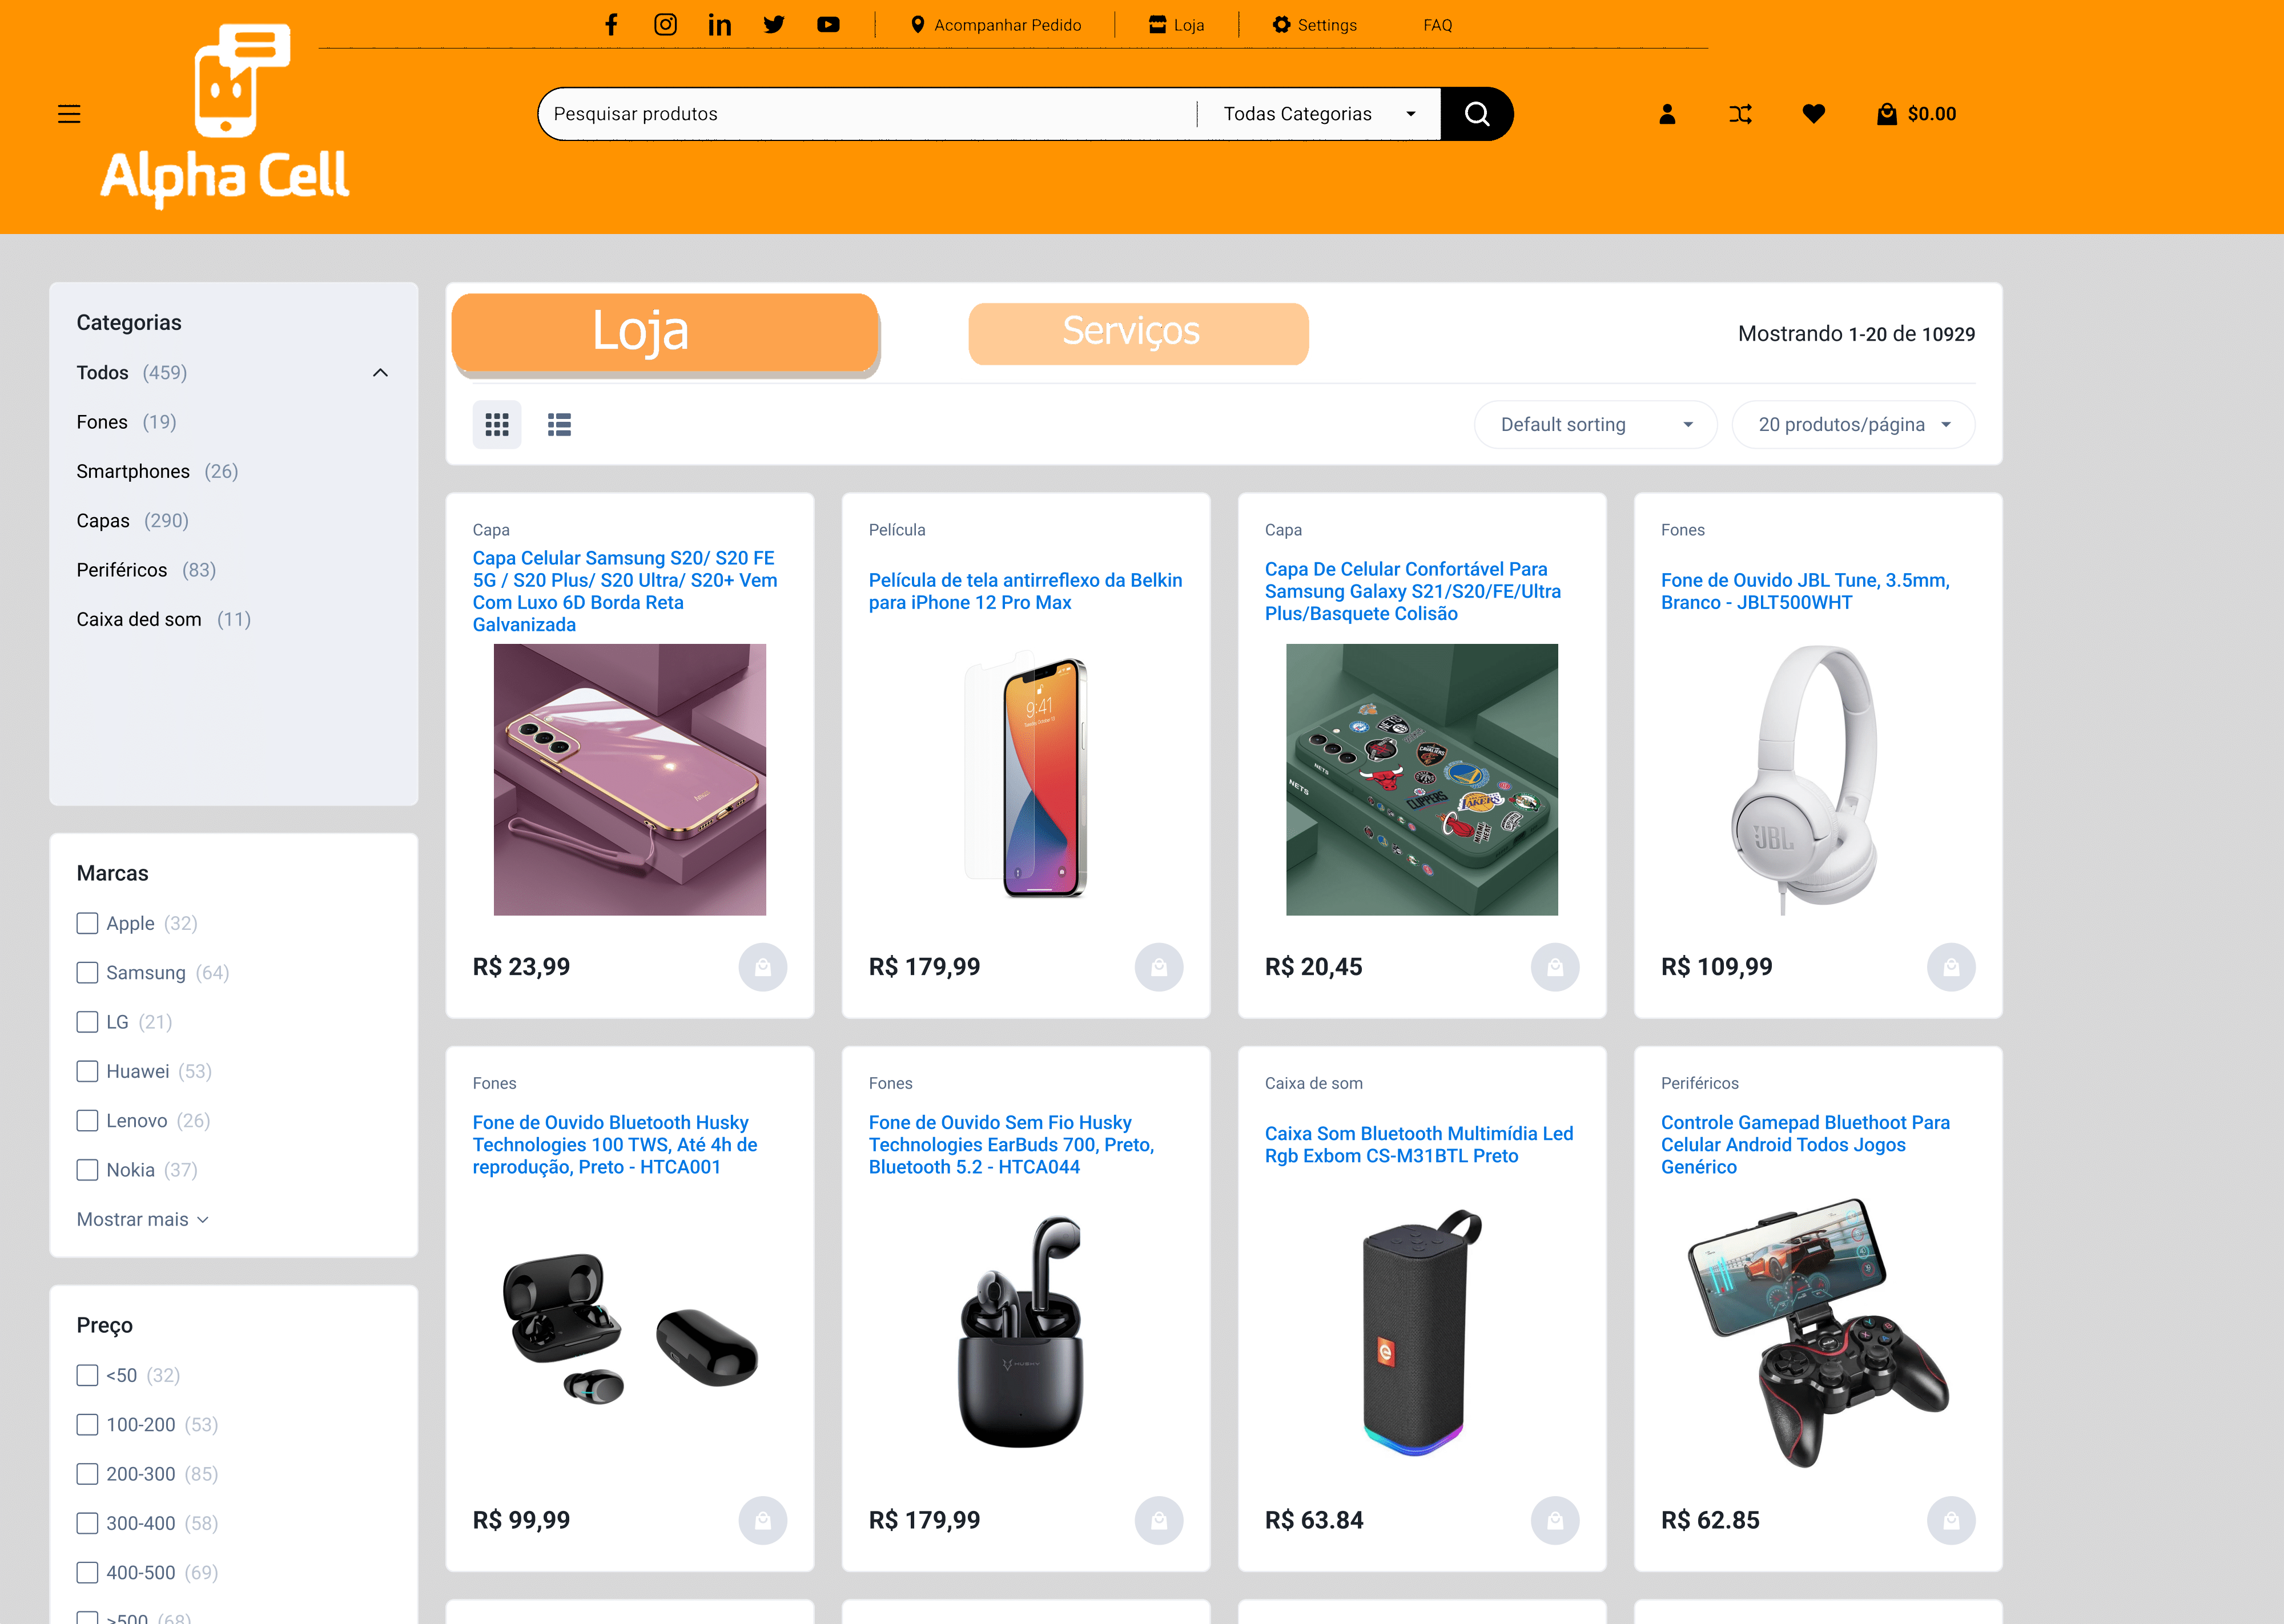 Acompanhar Pedido
Loja
Settings
FAQ
Alpha Cell
Pesquisar produtos
Todas Categorias
$0.00
Categorias
Todos (459)
Fones (19)
Smartphones (26)
Capas (290)
Periféricos (83)
Caixa ded som (11)
Marcas
Apple (32)
Samsung (64)
LG (21)
Huawei (53)
Lenovo (26)
Nokia (37)
Mostrar mais
Preço
<50 (32)
100-200 (53)
200-300 (85)
300-400 (58)
400-500 (69)
>500 (68)
Loja
Serviços
Mostrando 1-20 de 10929
Default sorting
20 produtos/página
Capa
Capa Celular Samsung S20/ S20 FE
5G / S20 Plus/ S20 Ultra/ S20+ Vem
Com Luxo 6D Borda Reta
Galvanizada
R$ 23,99
Película
Película de tela antirreflexo da Belkin
para iPhone 12 Pro Max
9:41
R$ 179,99
Capa
Capa De Celular Confortável Para
Samsung Galaxy S21/S20/FE/Ultra
Plus/Basquete Colisão
NETS
NETS
NETS
CAVALIERS
CLIPPERS
LAKERS
R$ 20,45
Fones
Fone de Ouvido JBL Tune, 3.5mm,
Branco - JBLT500WHT
JBL
R$ 109,99
Fones
Fone de Ouvido Bluetooth Husky
Technologies 100 TWS, Até 4h de
reprodução, Preto - HTCA001
R$ 99,99
Fones
Fone de Ouvido Sem Fio Husky
Technologies EarBuds 700, Preto,
Bluetooth 5.2 - HTCA044
HUSKY
R$ 179,99
Caixa de som
Caixa Som Bluetooth Multimídia Led
Rgb Exbom CS-M31BTL Preto
R$ 63.84
Periféricos
Controle Gamepad Bluethoot Para
Celular Android Todos Jogos
Genérico
R$ 62.85